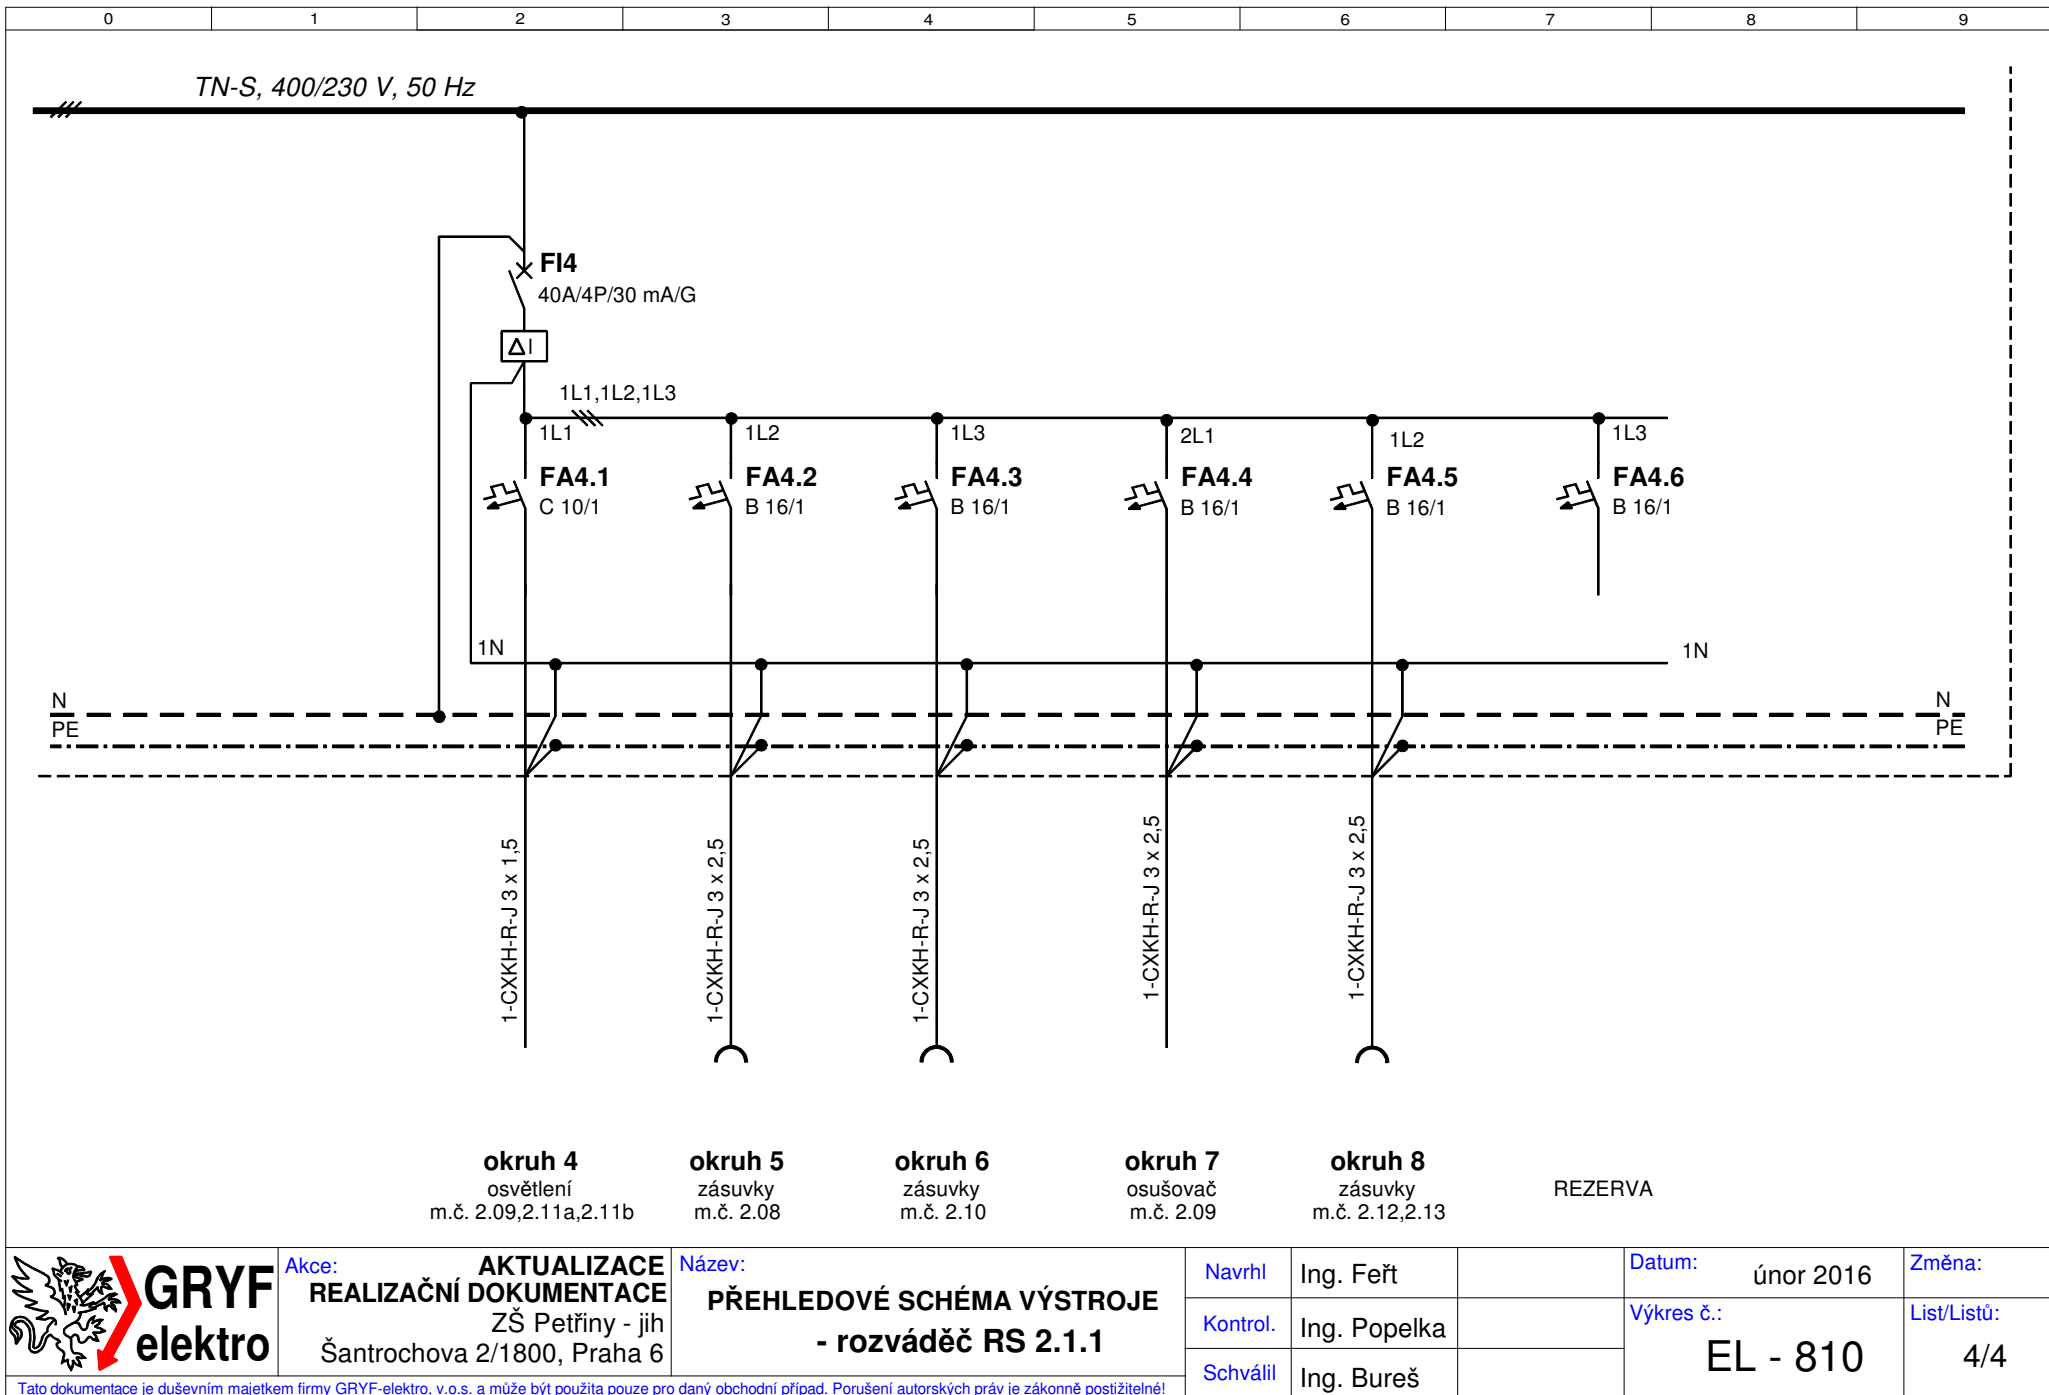 0 1 2 3 4 5 6 7 8 9
TN-S, 400/230 V, 50 Hz
FI4
40A/4P/30 mA/G
ΔI
1L1,1L2,1L3
1L1 1L2 1L3 2L1 1L2 1L3
FA4.1 FA4.2 FA4.3 FA4.4 FA4.5 FA4.6
C 10/1 B 16/1 B 16/1 B 16/1 B 16/1 B 16/1
1N 1N
N N
PE PE
1-CXKH-R-J 3 x 1,5
1-CXKH-R-J 3 x 2,5
1-CXKH-R-J 3 x 2,5
1-CXKH-R-J 3 x 2,5
1-CXKH-R-J 3 x 2,5
okruh 4
osvětlení
m.č. 2.09,2.11a,2.11b
okruh 5
zásuvky
m.č. 2.08
okruh 6
zásuvky
m.č. 2.10
okruh 7
osušovač
m.č. 2.09
okruh 8
zásuvky
m.č. 2.12,2.13
REZERVA
GRYF
elektro
Akce: AKTUALIZACE
REALIZAČNÍ DOKUMENTACE
ZŠ Petřiny - jih
Šantrochova 2/1800, Praha 6
Název:
PŘEHLEDOVÉ SCHÉMA VÝSTROJE
- rozváděč RS 2.1.1
Navrhl Ing. Feřt
Kontrol. Ing. Popelka
Schválil Ing. Bureš
Datum: únor 2016
Výkres č.:
EL - 810
Změna:
List/Listů:
4/4
Tato dokumentace je duševním majetkem firmy GRYF-elektro, v.o.s. a může být použita pouze pro daný obchodní případ. Porušení autorských práv je zákonně postižitelné!